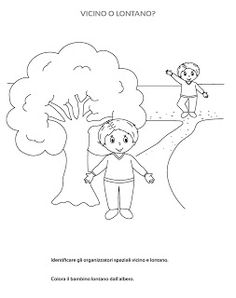 VICINO O LONTANO?
Identificare gli organizzatori spaziali vicino e lontano.
Colora il bambino lontano dall'albero.